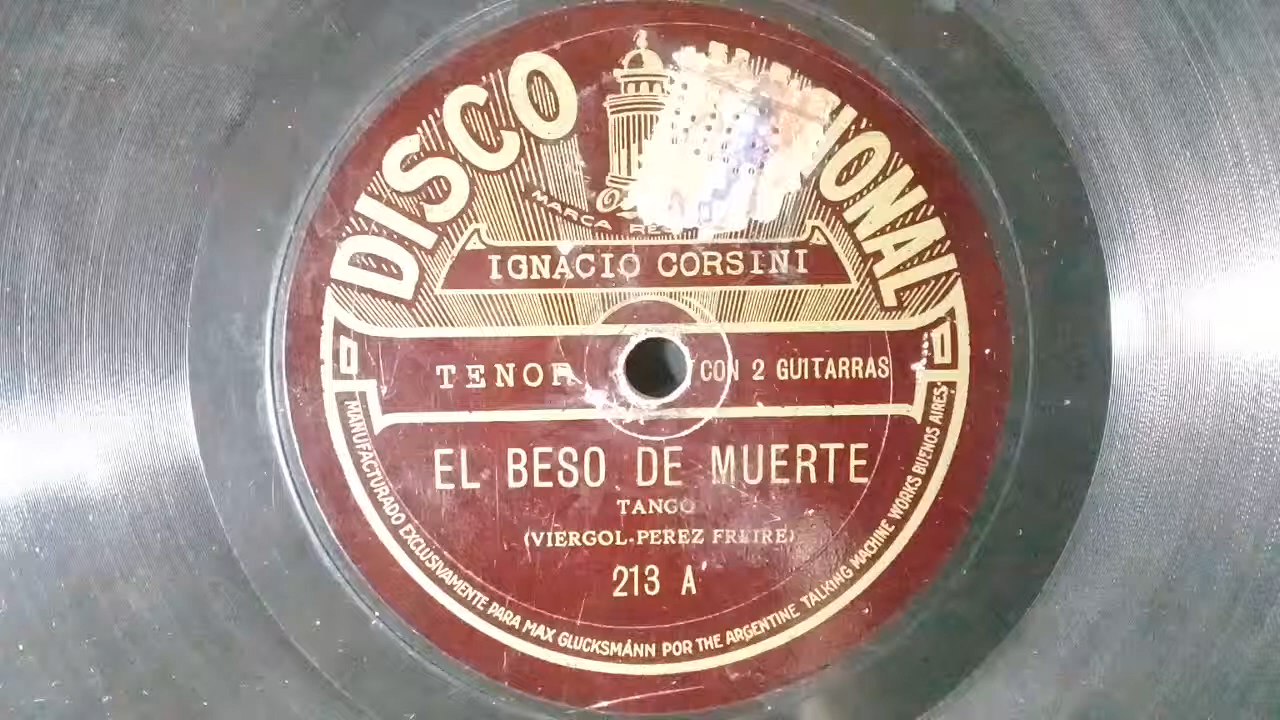 DISCO
MARCA
IGNACIO CORSINI
TENOR CON 2 GUITARRAS
EL BESO DE MUERTE
TANGO
(VIERGOL-PEREZ FREIRE)
213 A
MANUFACTURADO EXCLUSIVAMENTE PARA MAX GLUCKSMANN POR THE ARGENTINE TALKING MACHINE WORKS BUENOS AIRES.